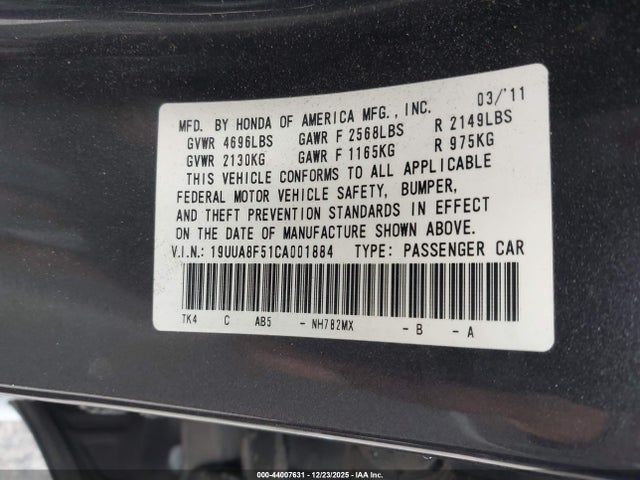 MFD. BY HONDA OF AMERICA MFG., INC. 03/'11
GVWR 4696LBS GAWR F 2568LBS R 2149LBS
GVWR 2130KG GAWR F 1165KG R 975KG
THIS VEHICLE CONFORMS TO ALL APPLICABLE
FEDERAL MOTOR VEHICLE SAFETY, BUMPER,
AND THEFT PREVENTION STANDARDS IN EFFECT
ON THE DATE OF MANUFACTURE SHOWN ABOVE.
V.I.N.: 19UUA8F51CA001884 TYPE: PASSENGER CAR
TK4 C AB5 - NH782MX - B - A
000-44007631 - 12/23/2025 - IAA Inc.